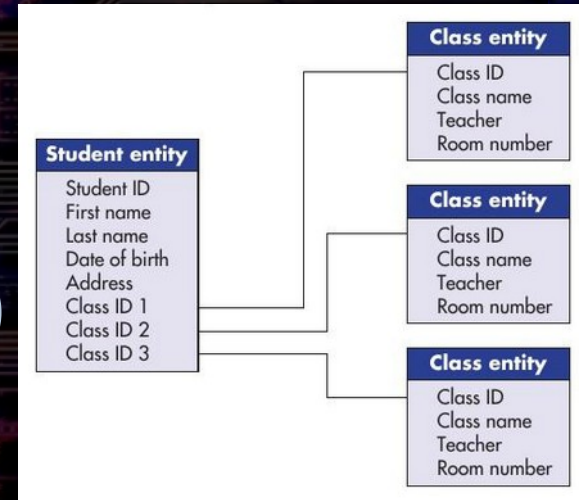 Student entity
Student ID
First name
Last name
Date of birth
Address
Class ID 1
Class ID 2
Class ID 3
Class entity
Class ID
Class name
Teacher
Room number
Class entity
Class ID
Class name
Teacher
Room number
Class entity
Class ID
Class name
Teacher
Room number